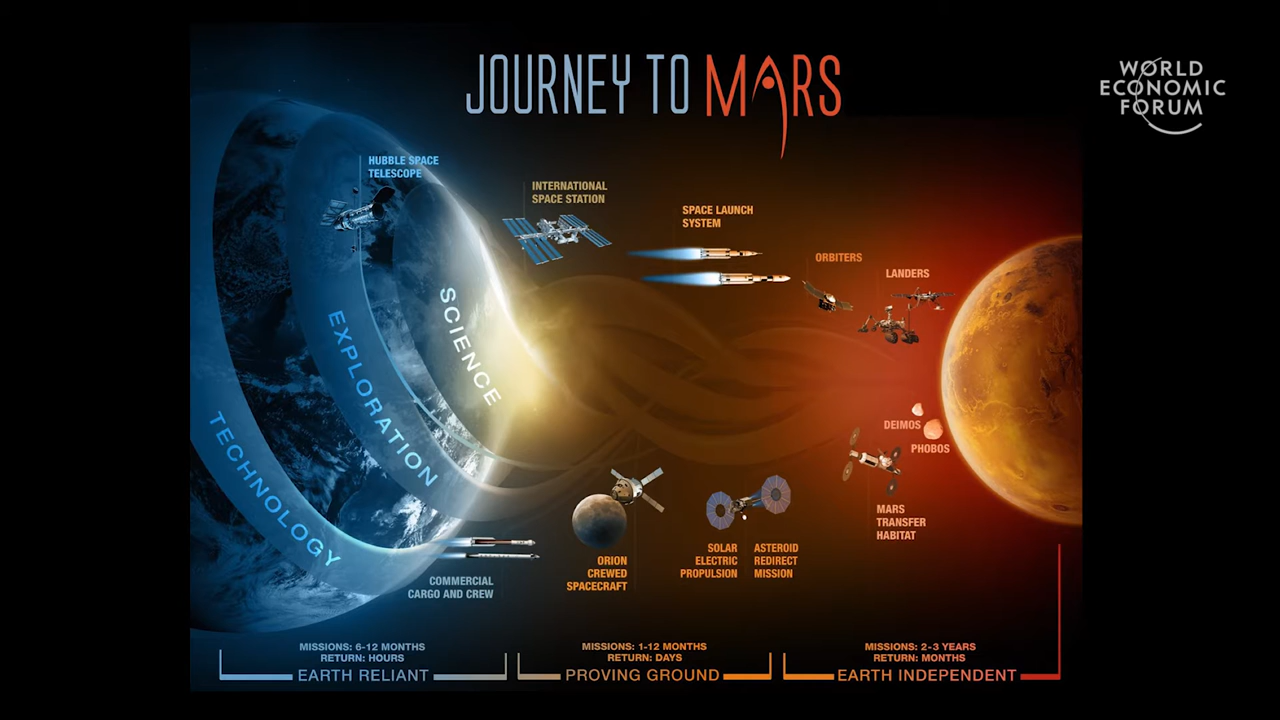 JOURNEY TO MARS
WORLD
ECONOMIC
FORUM
HUBBLE SPACE
TELESCOPE
INTERNATIONAL
SPACE STATION
SPACE LAUNCH
SYSTEM
ORBITERS
LANDERS
SCIENCE
EXPLORATION
TECHNOLOGY
DEIMOS
PHOBOS
MARS
TRANSFER
HABITAT
SOLAR
ELECTRIC
PROPULSION
ASTEROID
REDIRECT
MISSION
ORION
CREWED
SPACECRAFT
COMMERCIAL
CARGO AND CREW
MISSIONS: 6-12 MONTHS
RETURN: HOURS
EARTH RELIANT
MISSIONS: 1-12 MONTHS
RETURN: DAYS
PROVING GROUND
MISSIONS: 2-3 YEARS
RETURN: MONTHS
EARTH INDEPENDENT